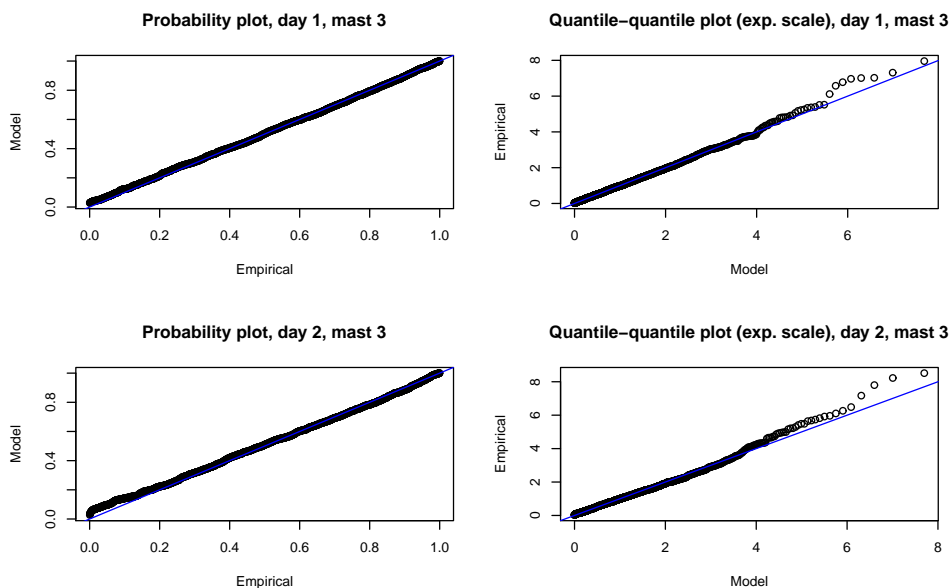 Probability plot, day 1, mast 3
Model
0.0 0.4 0.8
0.0 0.2 0.4 0.6 0.8 1.0
Empirical
Quantile−quantile plot (exp. scale), day 1, mast 3
Empirical
0 2 4 6 8
0 2 4 6
Model
Probability plot, day 2, mast 3
Model
0.0 0.4 0.8
0.0 0.2 0.4 0.6 0.8 1.0
Empirical
Quantile−quantile plot (exp. scale), day 2, mast 3
Empirical
0 2 4 6 8
0 2 4 6 8
Model